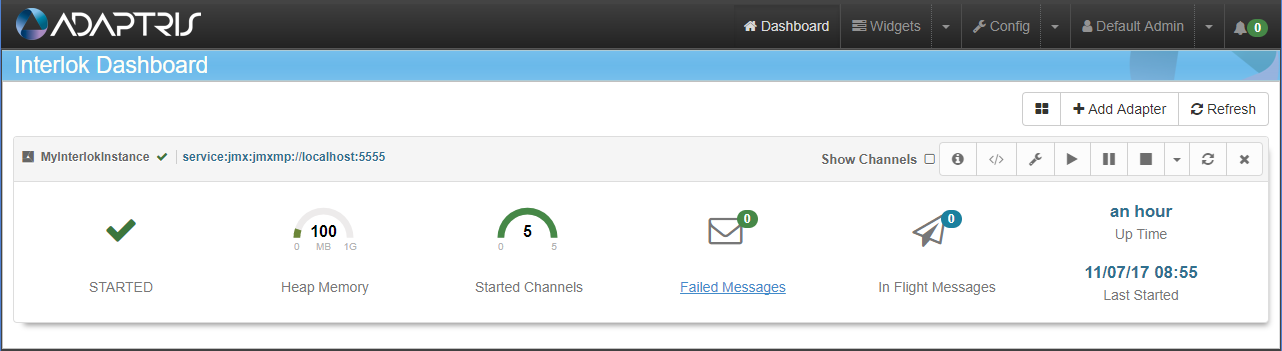 ADAPTRIS Dashboard Widgets Config Default Admin 0
Interlok Dashboard
Add Adapter Refresh
MyInterlokInstance service:jmx:jmxmp://localhost:5555 Show Channels
100 5 0 0 an hour
0 MB 1G 0 5 Up Time
11/07/17 08:55
STARTED Heap Memory Started Channels Failed Messages In Flight Messages Last Started